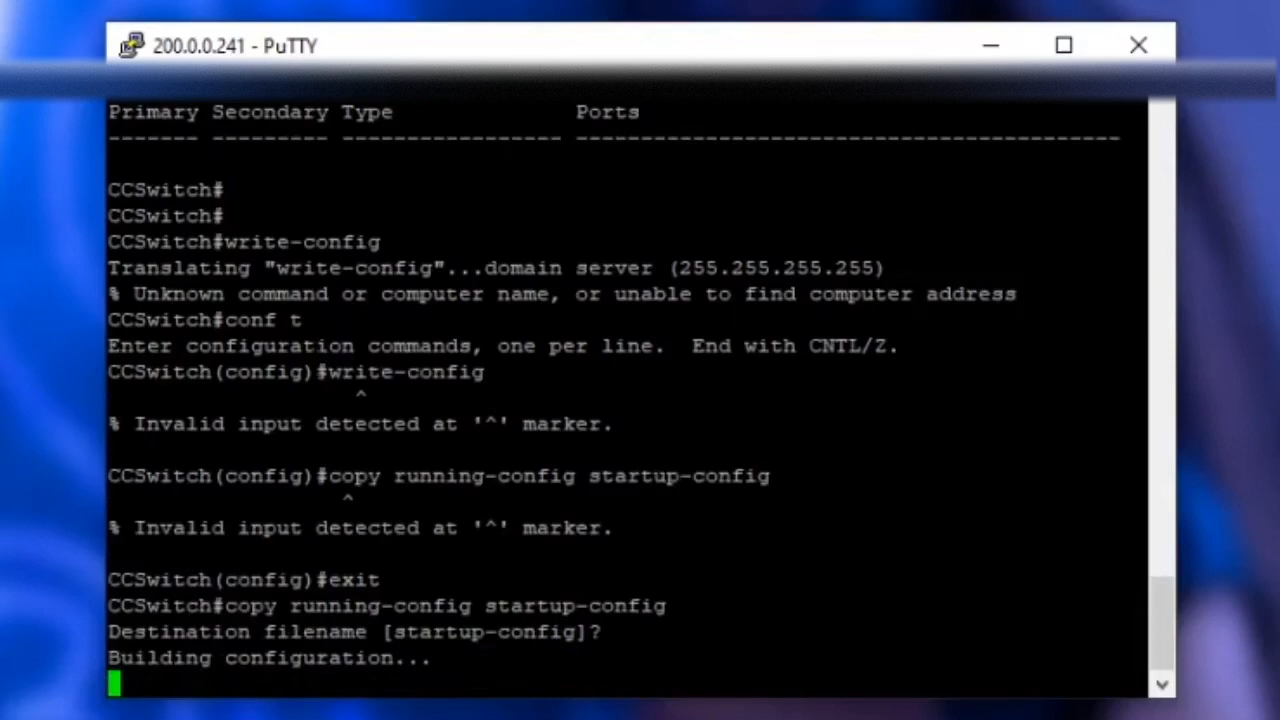 200.0.0.241 - PuTTY
Primary Secondary Type Ports
------- --------- ----------------- ------------------------------------------
CCSwitch#
CCSwitch#
CCSwitch#write-config
Translating "write-config"...domain server (255.255.255.255)
% Unknown command or computer name, or unable to find computer address
CCSwitch#conf t
Enter configuration commands, one per line.  End with CNTL/Z.
CCSwitch(config)#write-config
^
% Invalid input detected at '^' marker.
CCSwitch(config)#copy running-config startup-config
^
% Invalid input detected at '^' marker.
CCSwitch(config)#exit
CCSwitch#copy running-config startup-config
Destination filename [startup-config]?
Building configuration...